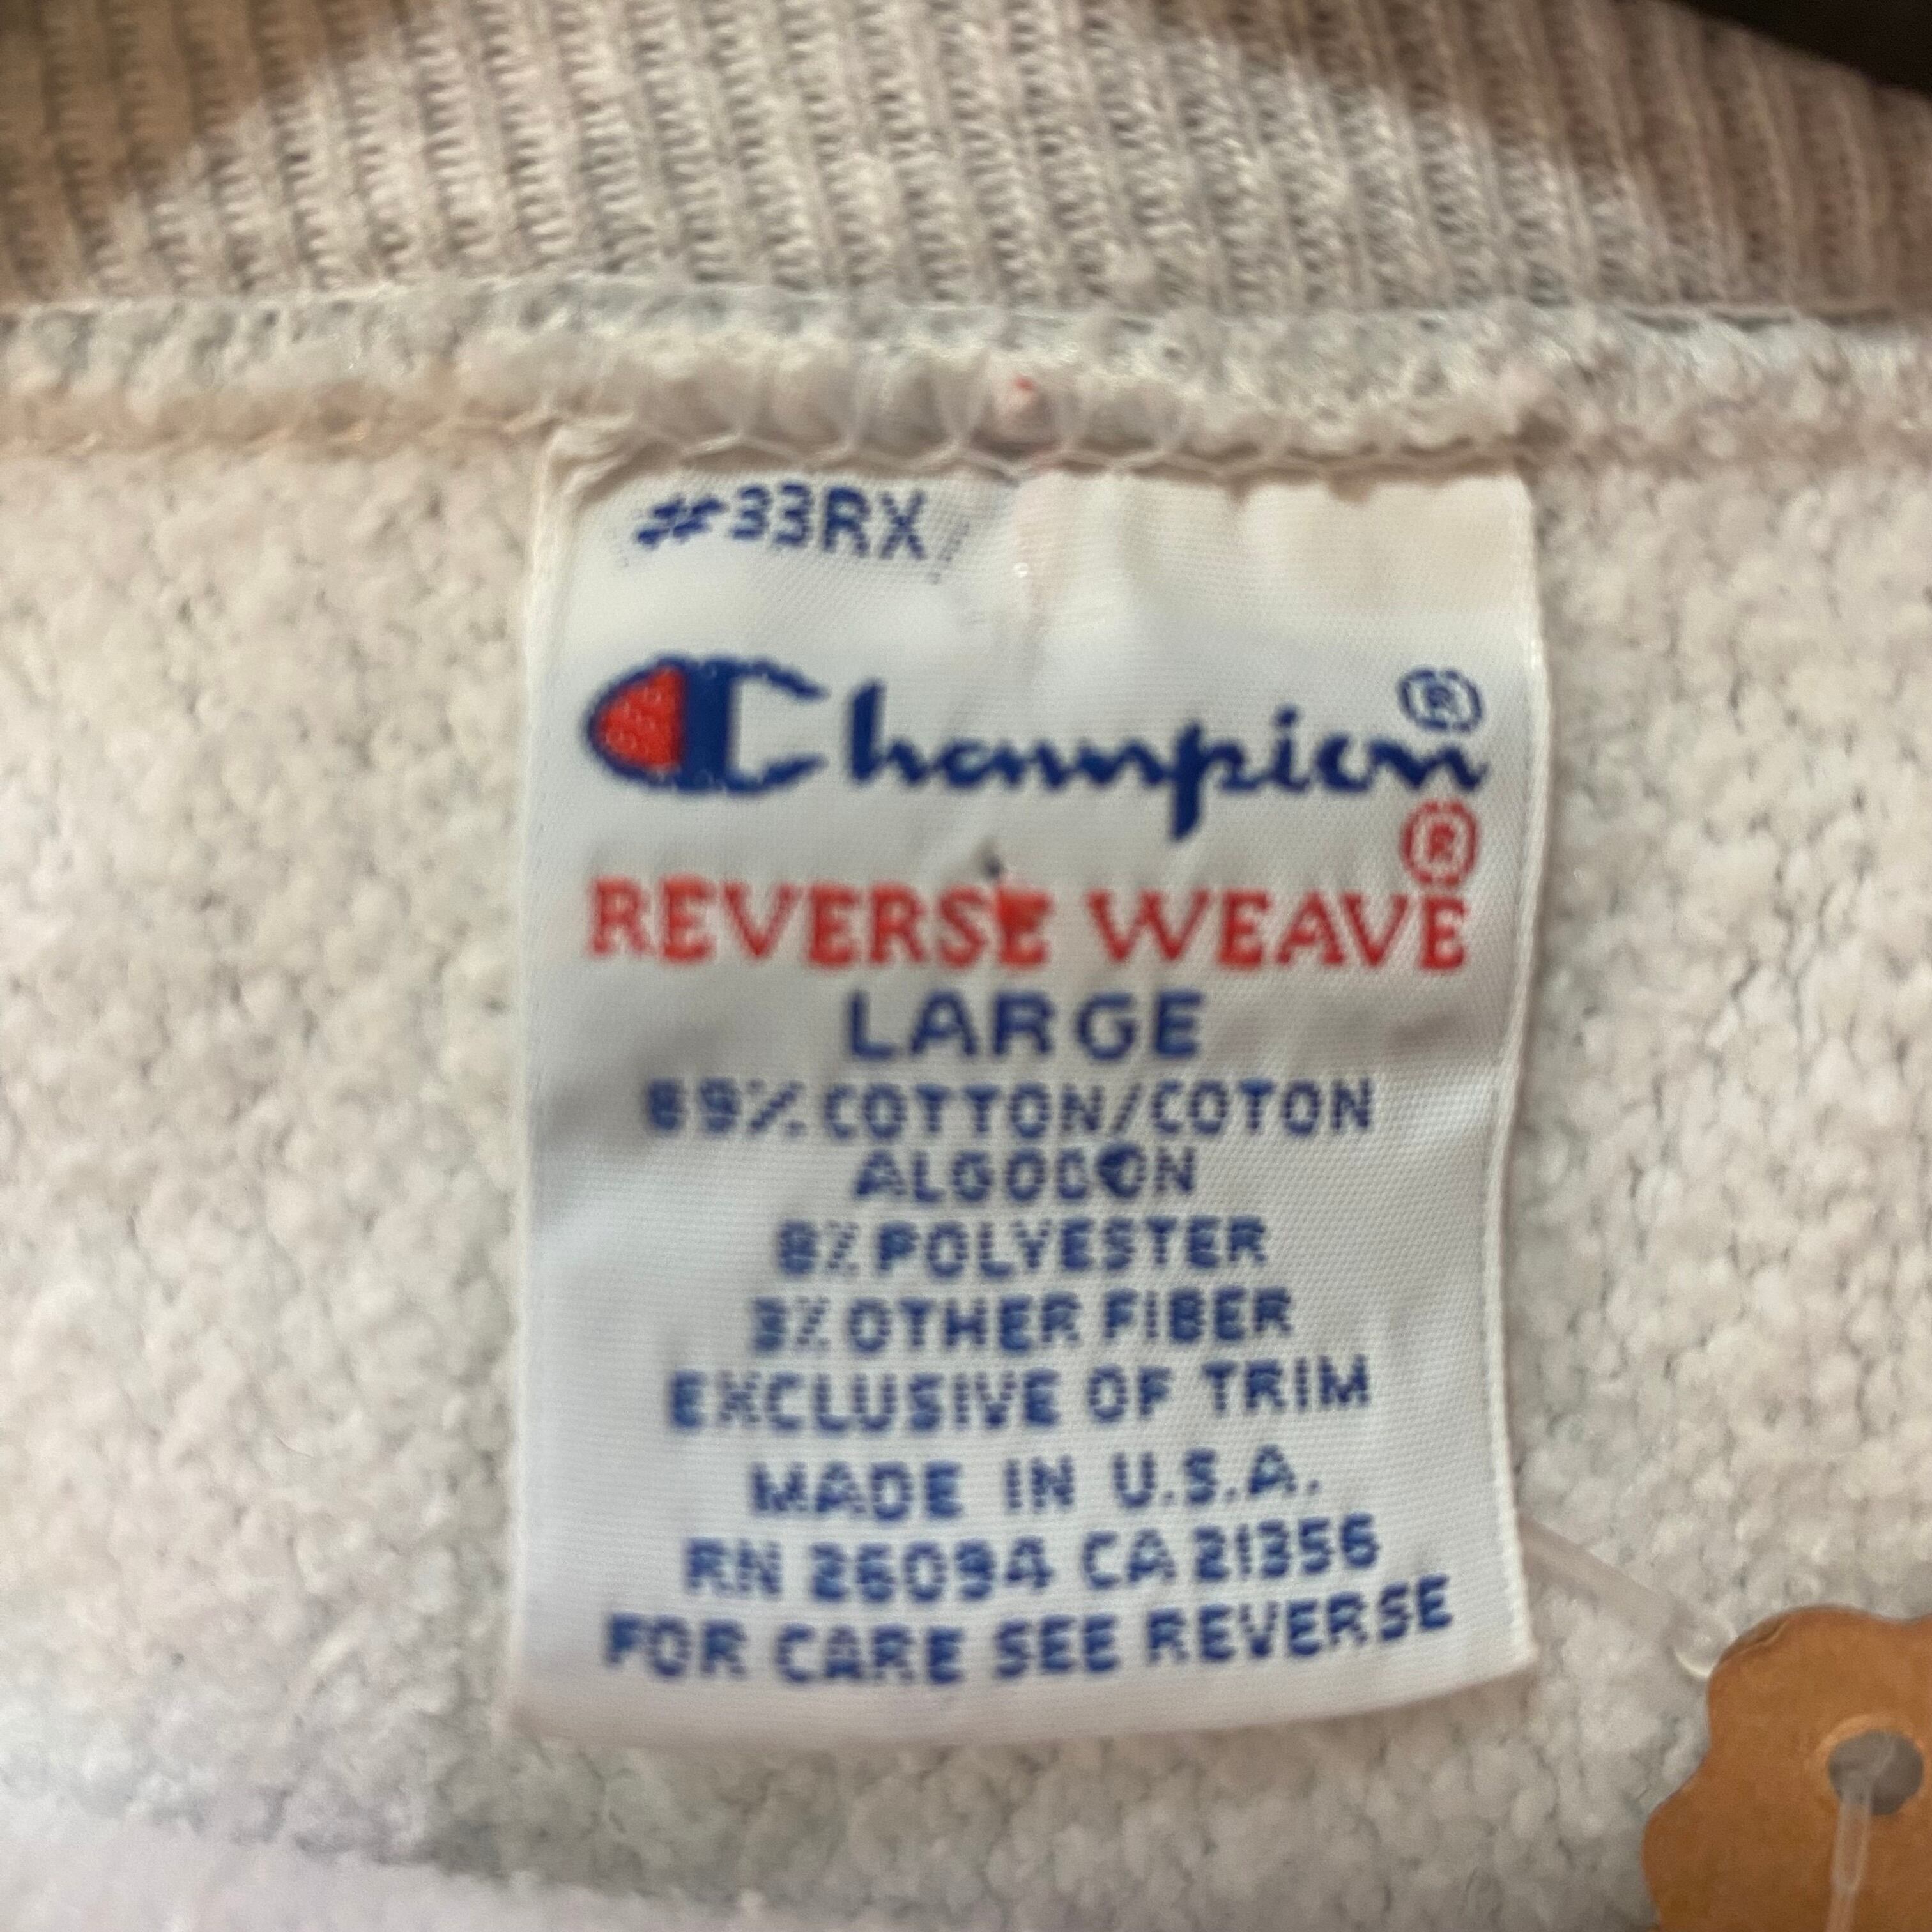 #33RX
Champion®
REVERSE WEAVE®
LARGE
89% COTTON/COTON
ALGODON
8% POLYESTER
3% OTHER FIBER
EXCLUSIVE OF TRIM
MADE IN U.S.A.
RN 26094 CA 21356
FOR CARE SEE REVERSE